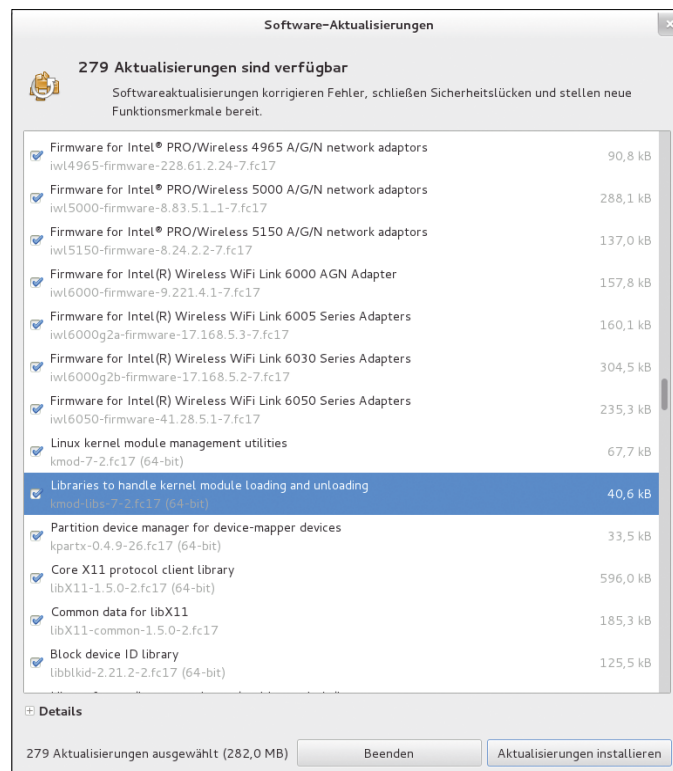 Software-Aktualisierungen
279 Aktualisierungen sind verfügbar
Softwareaktualisierungen korrigieren Fehler, schließen Sicherheitslücken und stellen neue
Funktionsmerkmale bereit.
Firmware for Intel® PRO/Wireless 4965 A/G/N network adaptors
iwl4965-firmware-228.61.2.24-7.fc17
90,8 kB
Firmware for Intel® PRO/Wireless 5000 A/G/N network adaptors
iwl5000-firmware-8.83.5.1_1-7.fc17
288,1 kB
Firmware for Intel® PRO/Wireless 5150 A/G/N network adaptors
iwl5150-firmware-8.24.2.2-7.fc17
137,0 kB
Firmware for Intel(R) Wireless WiFi Link 6000 AGN Adapter
iwl6000-firmware-9.221.4.1-7.fc17
157,8 kB
Firmware for Intel(R) Wireless WiFi Link 6005 Series Adapters
iwl6000g2a-firmware-17.168.5.3-7.fc17
160,1 kB
Firmware for Intel(R) Wireless WiFi Link 6030 Series Adapters
iwl6000g2b-firmware-17.168.5.2-7.fc17
304,5 kB
Firmware for Intel(R) Wireless WiFi Link 6050 Series Adapters
iwl6050-firmware-41.28.5.1-7.fc17
235,3 kB
Linux kernel module management utilities
kmod-7-2.fc17 (64-bit)
67,7 kB
Libraries to handle kernel module loading and unloading
kmod-libs-7-2.fc17 (64-bit)
40,6 kB
Partition device manager for device-mapper devices
kpartx-0.4.9-26.fc17 (64-bit)
33,5 kB
Core X11 protocol client library
libX11-1.5.0-2.fc17 (64-bit)
596,0 kB
Common data for libX11
libX11-common-1.5.0-2.fc17
185,3 kB
Block device ID library
libblkid-2.21.2-2.fc17 (64-bit)
125,5 kB
Details
279 Aktualisierungen ausgewählt (282,0 MB)
Beenden
Aktualisierungen installieren